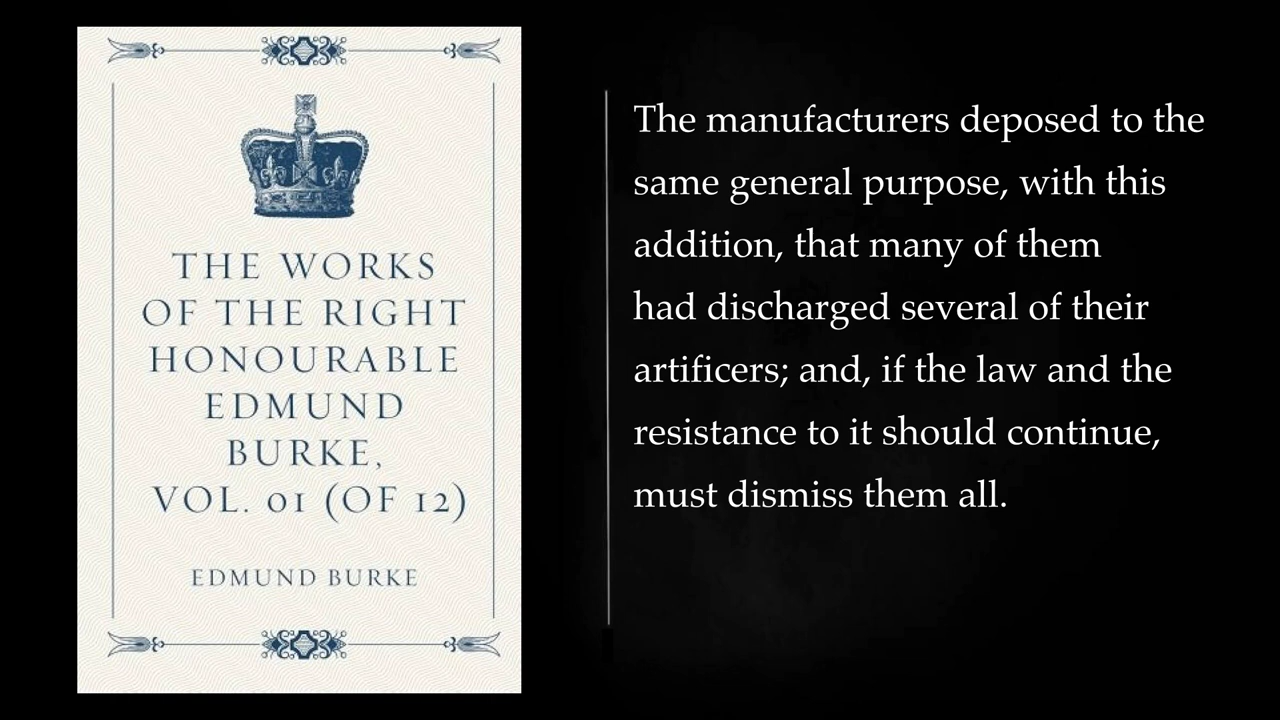 THE WORKS
OF THE RIGHT
HONOURABLE
EDMUND
BURKE,
VOL. 01 (OF 12)
EDMUND BURKE
The manufacturers deposed to the
same general purpose, with this
addition, that many of them
had discharged several of their
artificers; and, if the law and the
resistance to it should continue,
must dismiss them all.